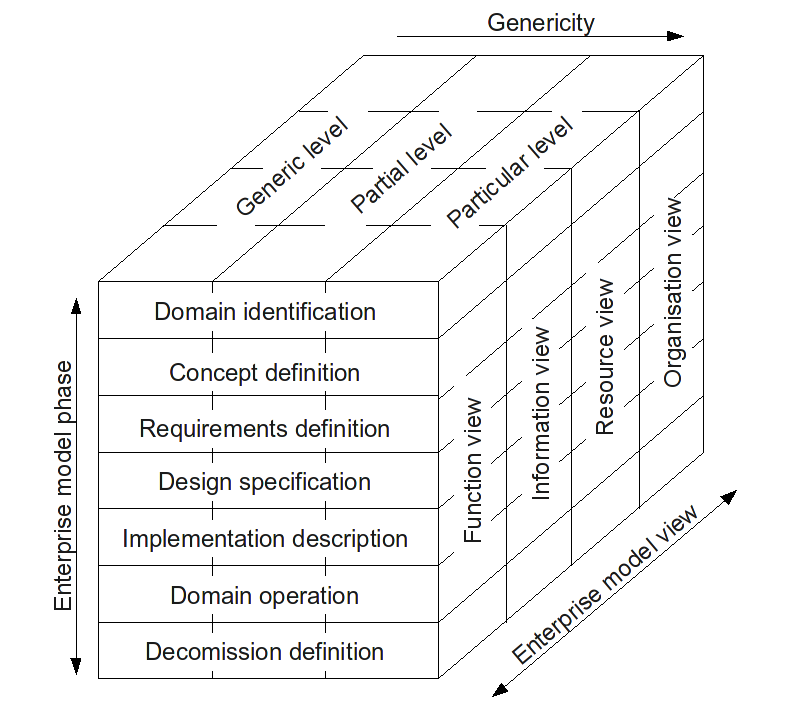 Genericity
Generic level
Partial level
Particular level
Domain identification
Concept definition
Requirements definition
Design specification
Implementation description
Domain operation
Decomission definition
Enterprise model phase
Function view
Information view
Resource view
Organisation view
Enterprise model view